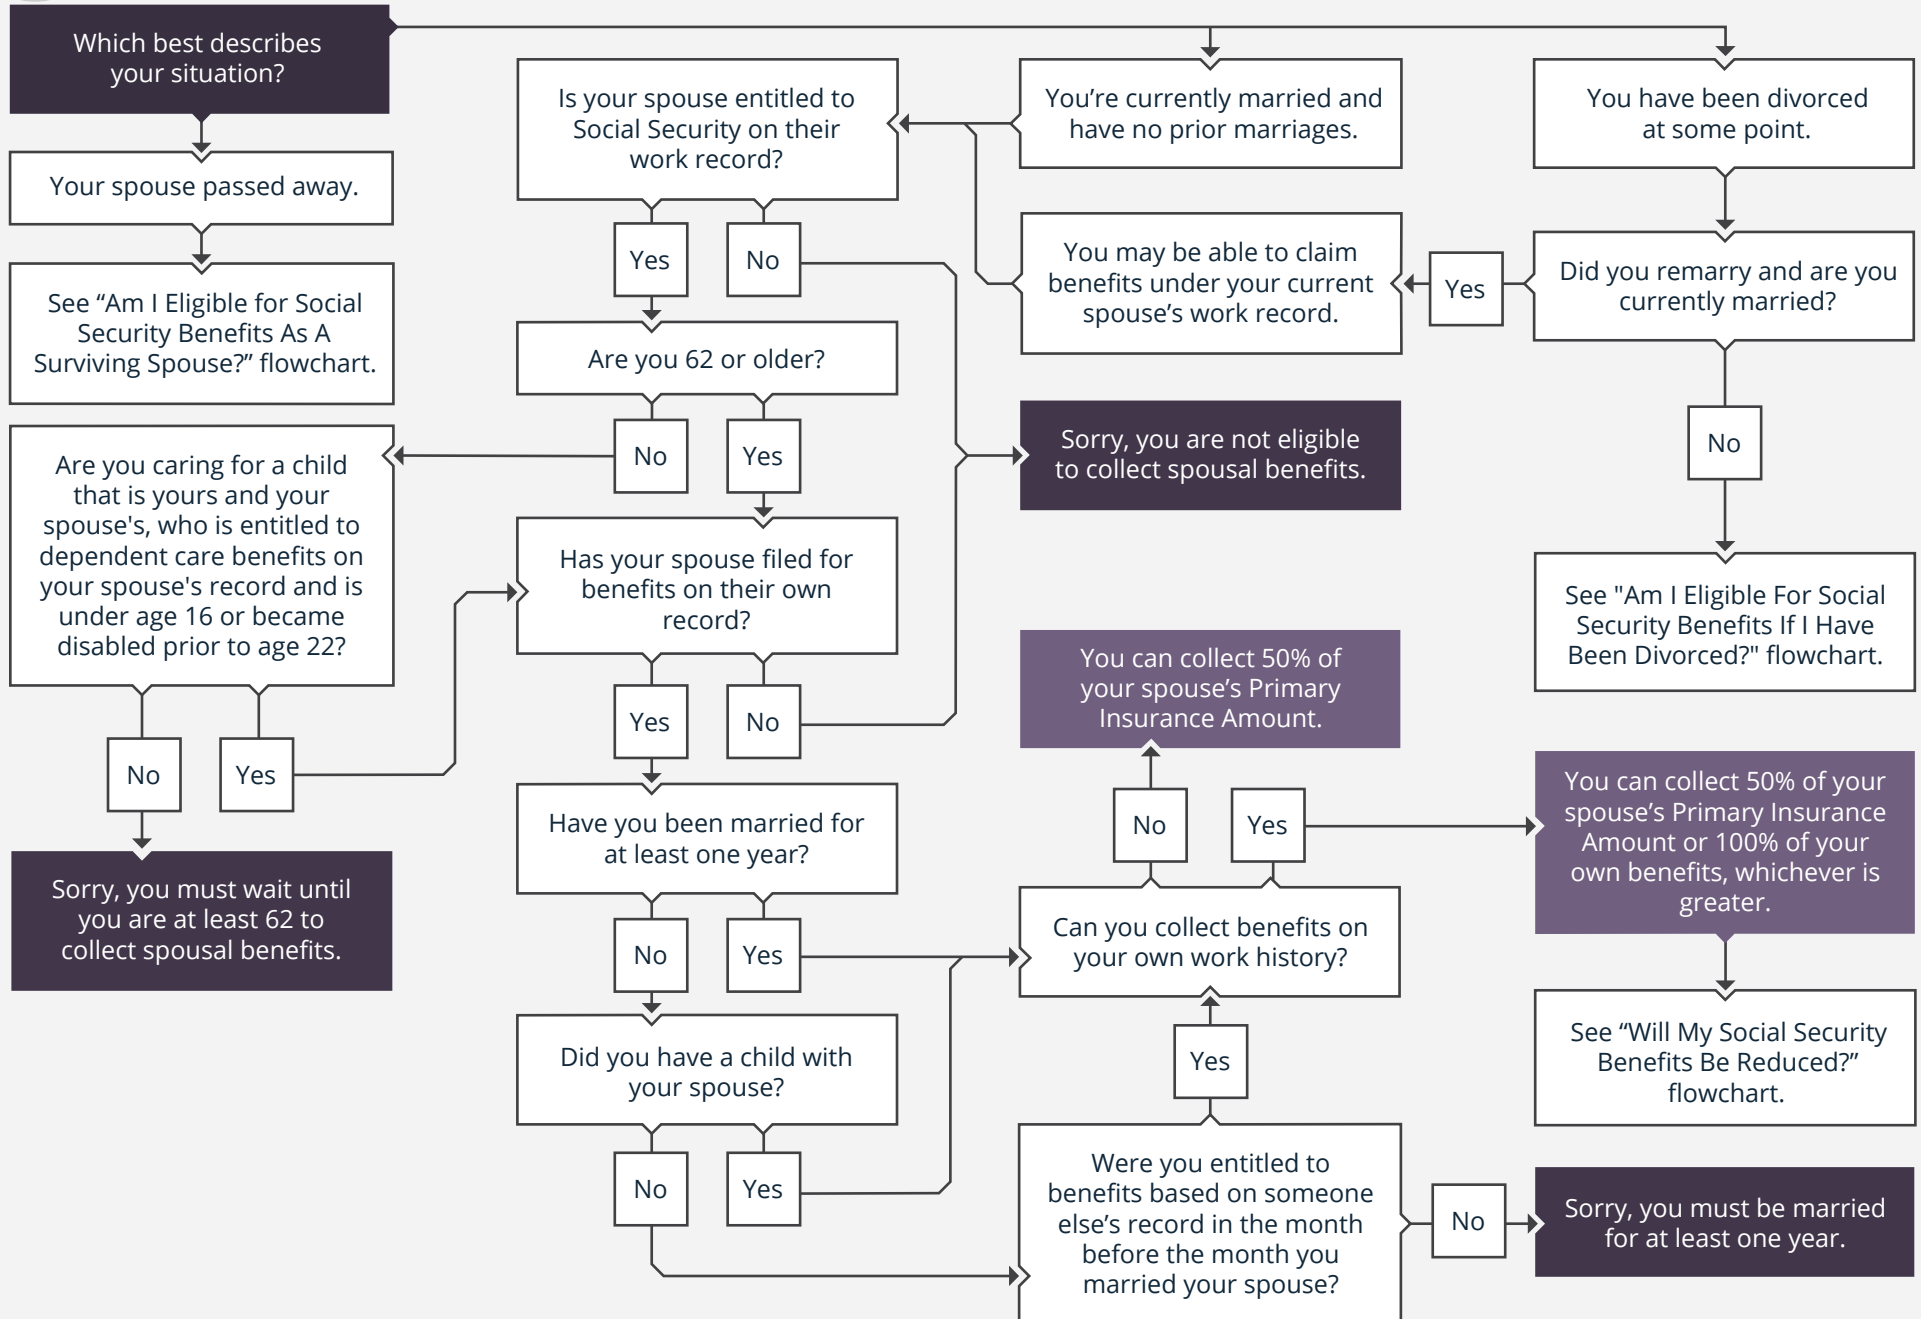 Which best describes
your situation?
Your spouse passed away.
See “Am I Eligible for Social
Security Benefits As A
Surviving Spouse?” flowchart.
You’re currently married and
have no prior marriages.
You have been divorced
at some point.
Did you remarry and are you
currently married?
Yes
You may be able to claim
benefits under your current
spouse’s work record.
No
See "Am I Eligible For Social
Security Benefits If I Have
Been Divorced?" flowchart.
Is your spouse entitled to
Social Security on their
work record?
Yes
No
Sorry, you are not eligible
to collect spousal benefits.
Are you 62 or older?
No
Yes
Are you caring for a child
that is yours and your
spouse's, who is entitled to
dependent care benefits on
your spouse's record and is
under age 16 or became
disabled prior to age 22?
No
Yes
Sorry, you must wait until
you are at least 62 to
collect spousal benefits.
Has your spouse filed for
benefits on their own
record?
Yes
No
Have you been married for
at least one year?
No
Yes
Did you have a child with
your spouse?
No
Yes
Were you entitled to
benefits based on someone
else’s record in the month
before the month you
married your spouse?
Yes
No
Sorry, you must be married
for at least one year.
Can you collect benefits on
your own work history?
No
Yes
You can collect 50% of
your spouse’s Primary
Insurance Amount.
You can collect 50% of your
spouse’s Primary Insurance
Amount or 100% of your
own benefits, whichever is
greater.
See “Will My Social Security
Benefits Be Reduced?”
flowchart.